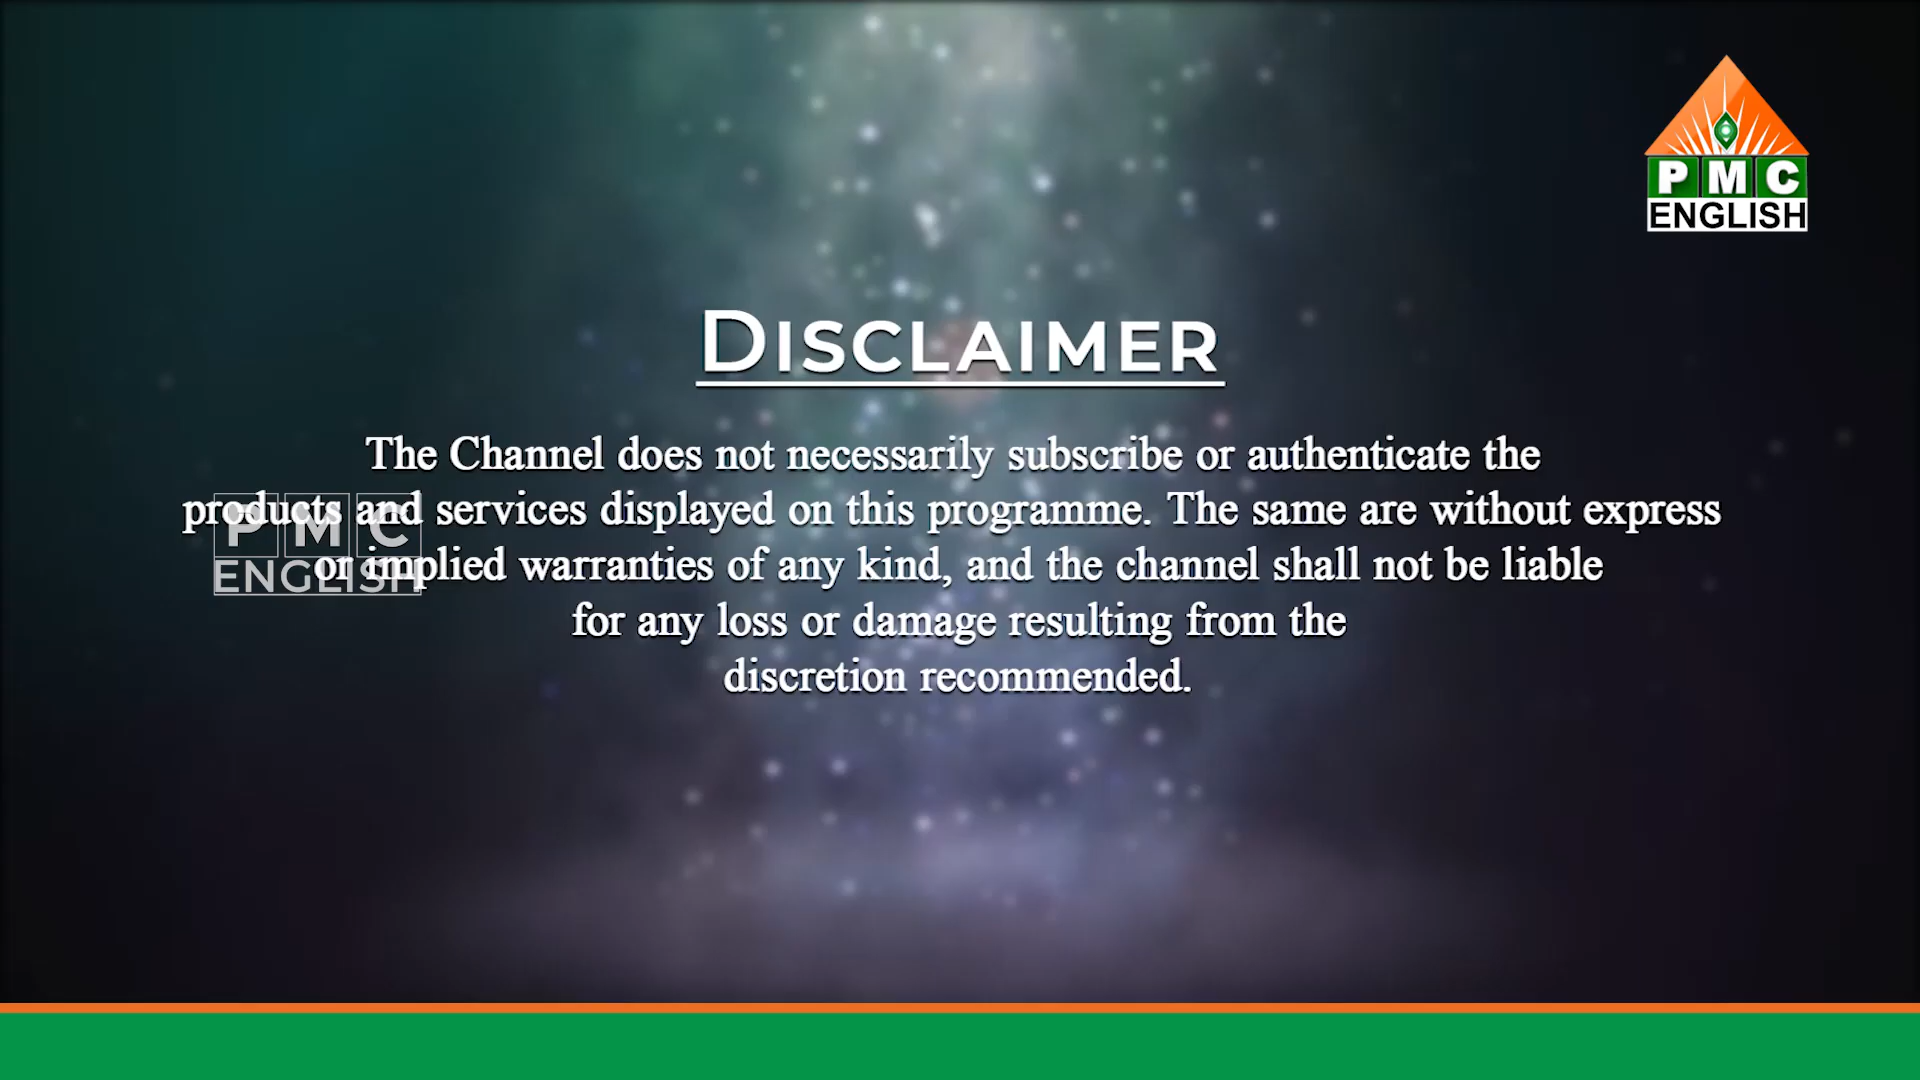 P M C
ENGLISH
DISCLAIMER
The Channel does not necessarily subscribe or authenticate the
products and services displayed on this programme. The same are without express
or implied warranties of any kind, and the channel shall not be liable
for any loss or damage resulting from the
discretion recommended.
P M C
ENGLISH